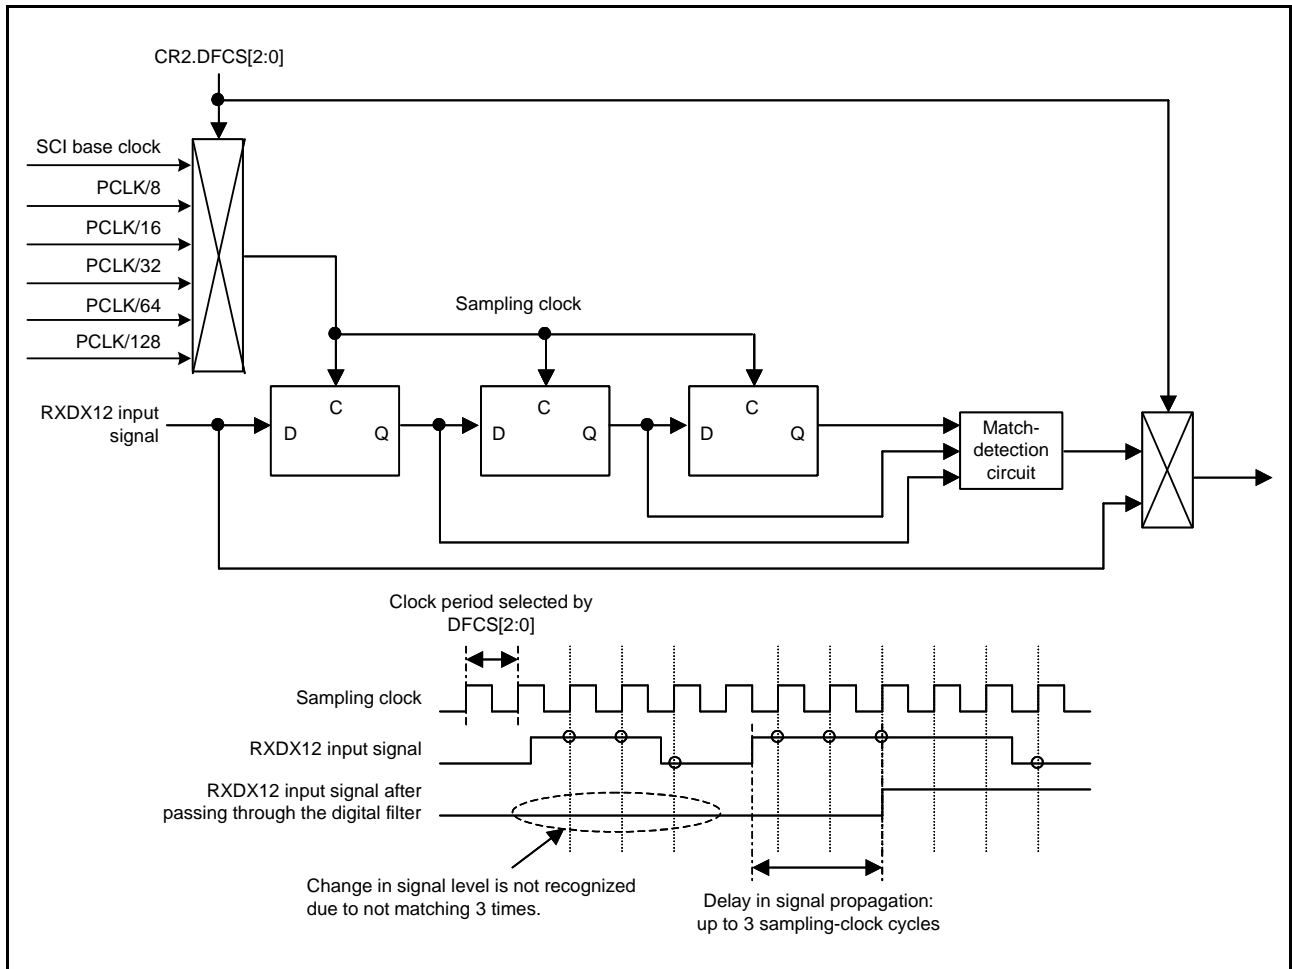 CR2.DFCS[2:0]
SCI base clock
PCLK/8
PCLK/16
PCLK/32
PCLK/64
PCLK/128
Sampling clock
RXDX12 input
signal
C
D
Q
C
D
Q
C
D
Q
Match-
detection
circuit
Clock period selected by
DFCS[2:0]
Sampling clock
RXDX12 input signal
RXDX12 input signal after
passing through the digital filter
Change in signal level is not recognized
due to not matching 3 times.
Delay in signal propagation:
up to 3 sampling-clock cycles